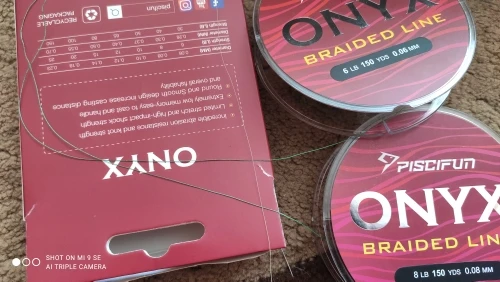 ONYX
BRAIDED LINE
6 LB 150 YDS 0.06 MM
PISCIFUN
ONYX
BRAIDED LINE
8 LB 150 YDS 0.08 MM
ONYX
Incredible abrasion resistance and knot strength
Limited stretch and high-impact shock strength
Extremely low memory-easy to cast and handle
Round and Smooth design increases casting distance
and overall fishability
RECYCLABLE
PACKAGING
piscifun
SHOT ON MI 9 SE
AI TRIPLE CAMERA